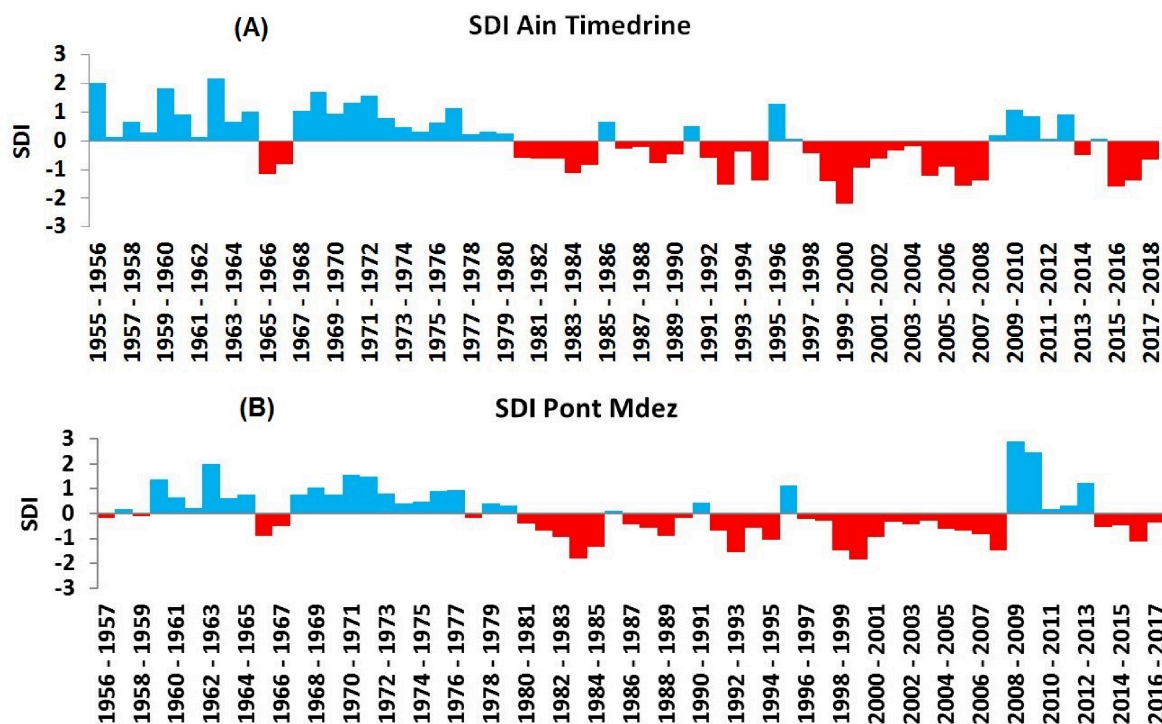 (A)
SDI Ain Timedrine
3
2
1
0
-1
-2
-3
SDI
1955 - 1956
1957 - 1958
1959 - 1960
1961 - 1962
1963 - 1964
1965 - 1966
1967 - 1968
1969 - 1970
1971 - 1972
1973 - 1974
1975 - 1976
1977 - 1978
1979 - 1980
1981 - 1982
1983 - 1984
1985 - 1986
1987 - 1988
1989 - 1990
1991 - 1992
1993 - 1994
1995 - 1996
1997 - 1998
1999 - 2000
2001 - 2002
2003 - 2004
2005 - 2006
2007 - 2008
2009 - 2010
2011 - 2012
2013 - 2014
2015 - 2016
2017 - 2018
(B)
SDI Pont Mdez
3
2
1
0
-1
-2
-3
SDI
1956 - 1957
1958 - 1959
1960 - 1961
1962 - 1963
1964 - 1965
1966 - 1967
1968 - 1969
1970 - 1971
1972 - 1973
1974 - 1975
1976 - 1977
1978 - 1979
1980 - 1981
1982 - 1983
1984 - 1985
1986 - 1987
1988 - 1989
1990 - 1991
1992 - 1993
1994 - 1995
1996 - 1997
1998 - 1999
2000 - 2001
2002 - 2003
2004 - 2005
2006 - 2007
2008 - 2009
2010 - 2011
2012 - 2013
2014 - 2015
2016 - 2017